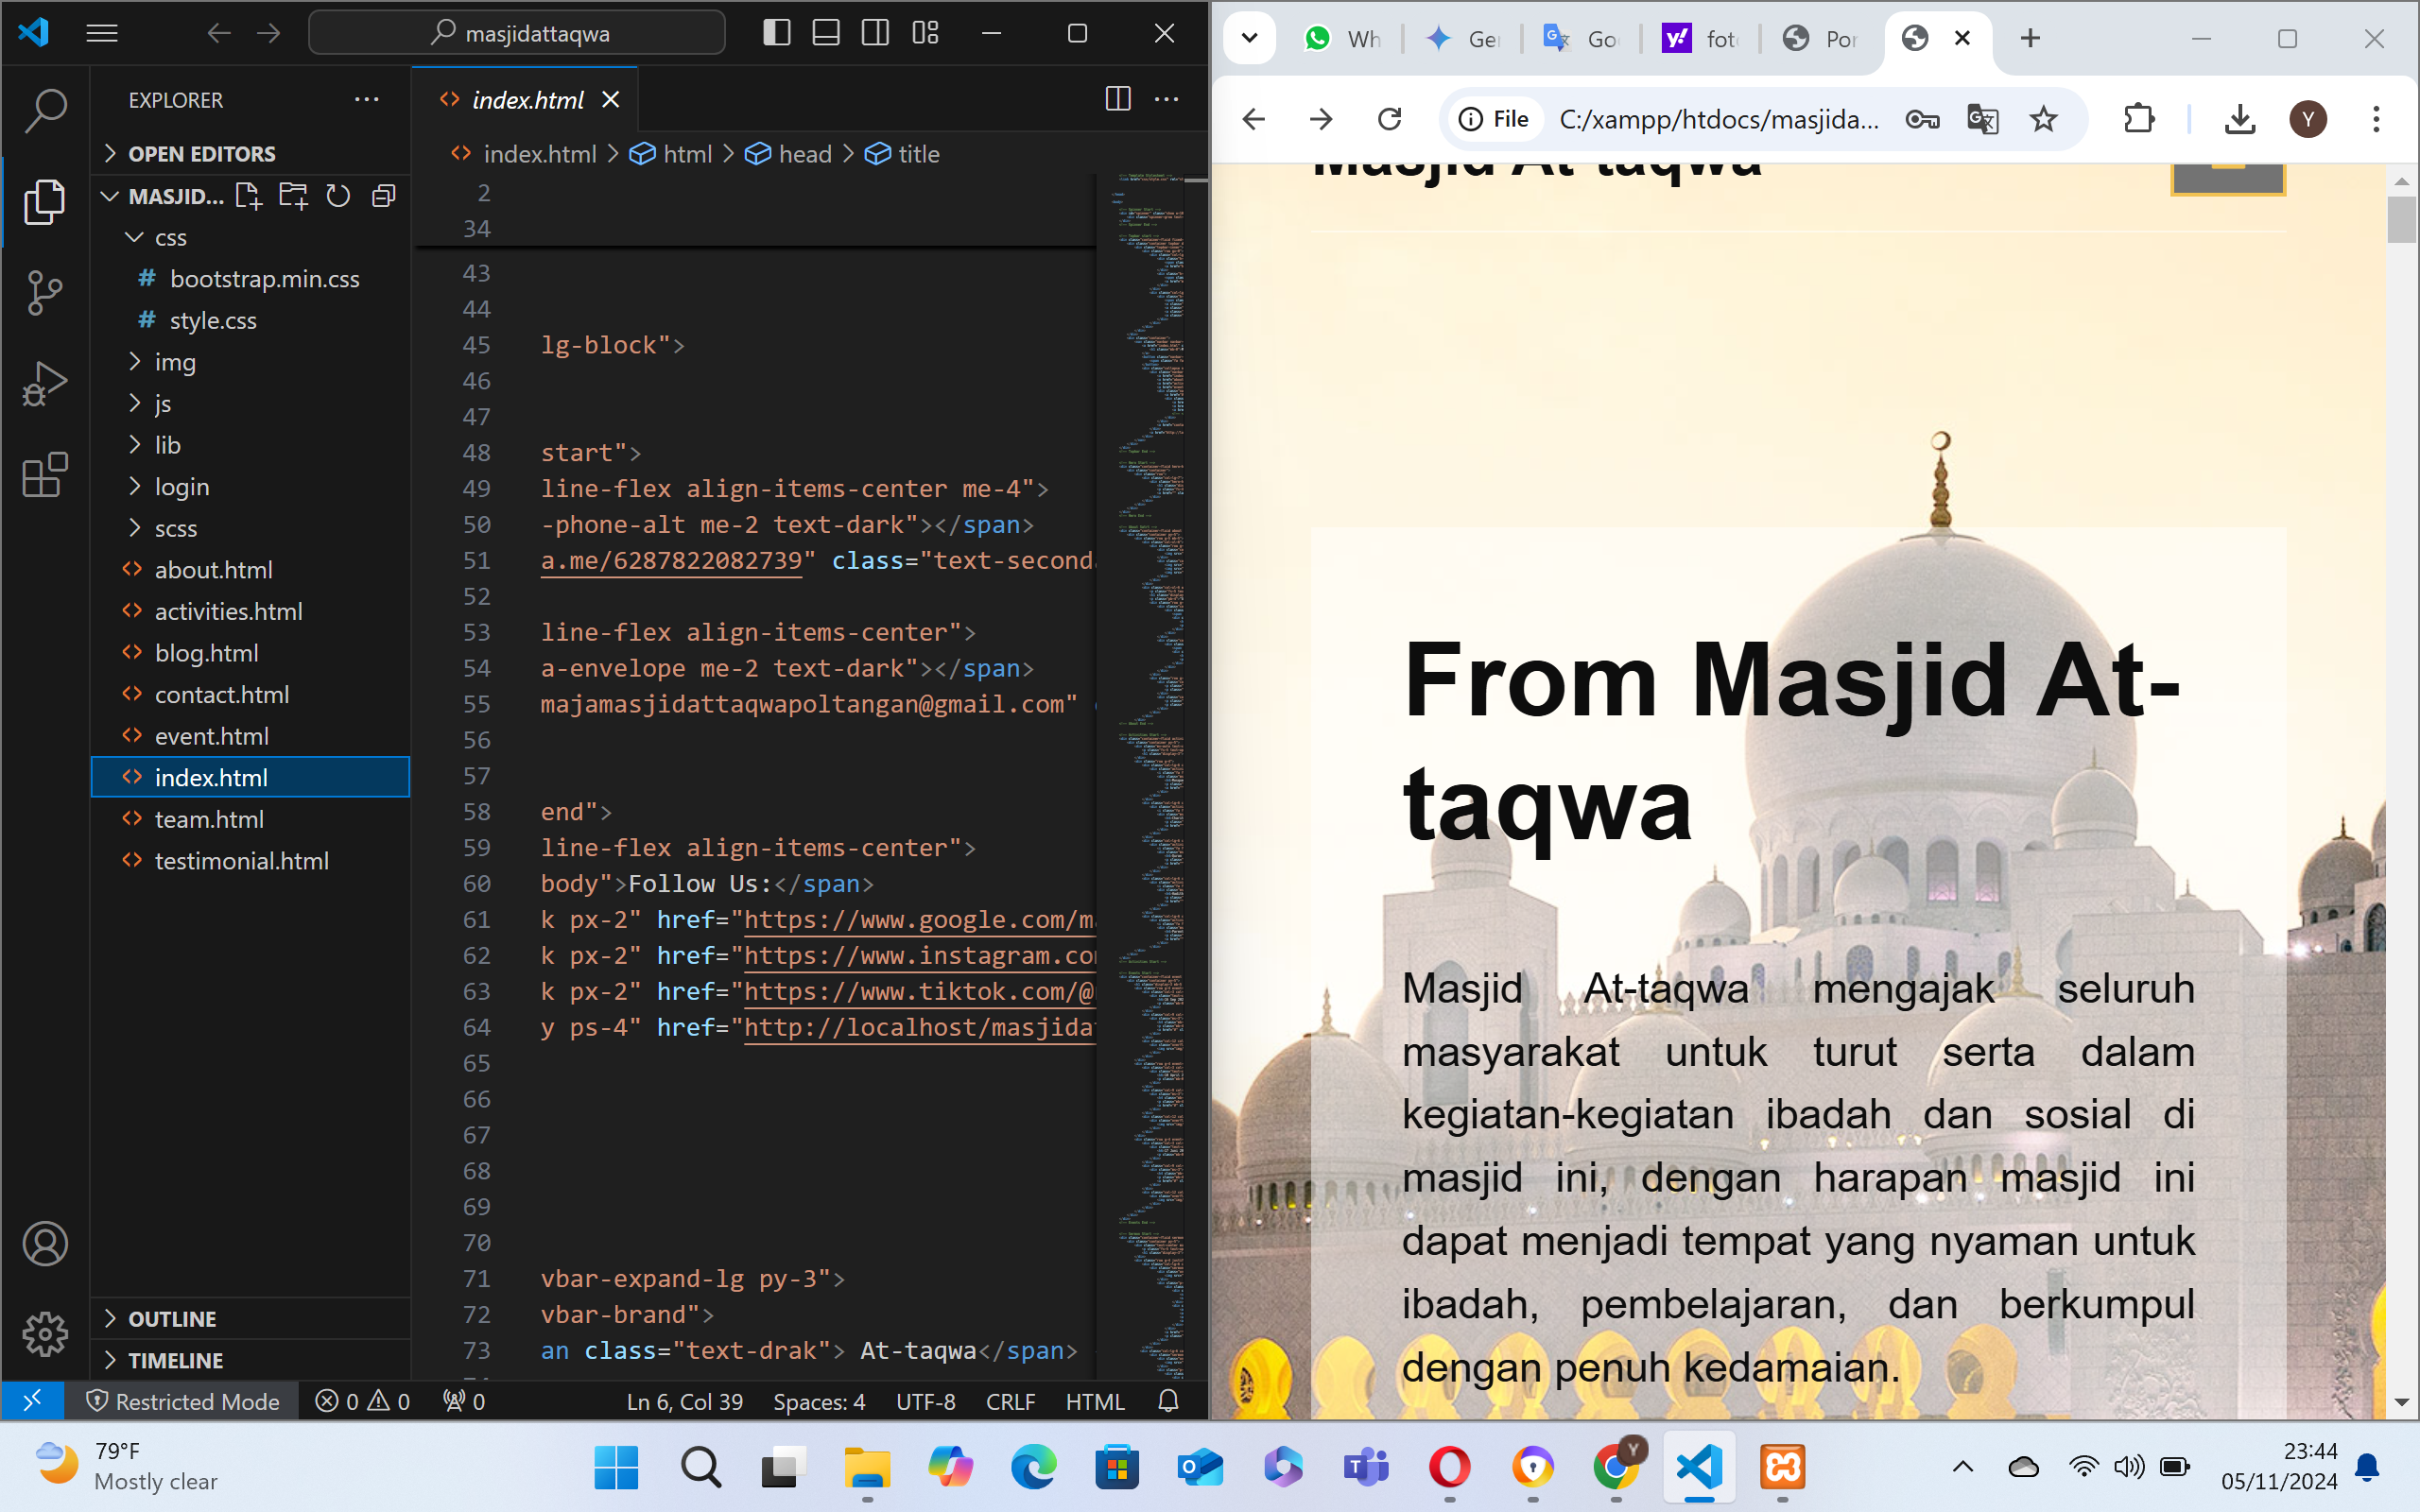 masjidattaqwa
EXPLORER
OPEN EDITORS
MASJID...
css
# bootstrap.min.css
# style.css
img
js
lib
login
scss
about.html
activities.html
blog.html
contact.html
event.html
index.html
team.html
testimonial.html
OUTLINE
TIMELINE
index.html
index.html > html > head > title
2
34
43
44
45 lg-block">
46
47
48 start">
49 line-flex align-items-center me-4">
50 -phone-alt me-2 text-dark"></span>
51 a.me/6287822082739" class="text-second
52
53 line-flex align-items-center">
54 a-envelope me-2 text-dark"></span>
55 majamasjidattaqwapoltangan@gmail.com"
56
57
58 end">
59 line-flex align-items-center">
60 body">Follow Us:</span>
61 k px-2" href="https://www.google.com/m
62 k px-2" href="https://www.instagram.co
63 k px-2" href="https://www.tiktok.com/@
64 y ps-4" href="http://localhost/masjida
65
66
67
68
69
70
71 vbar-expand-lg py-3">
72 vbar-brand">
73 an class="text-drak"> At-taqwa</span>
Restricted Mode 0 0 0 Ln 6, Col 39 Spaces: 4 UTF-8 CRLF HTML
Wh Ger Go fot Por
File C:/xampp/htdocs/masjida... Y
Masjid At-taqwa
From Masjid At-
taqwa
Masjid At-taqwa mengajak seluruh
masyarakat untuk turut serta dalam
kegiatan-kegiatan ibadah dan sosial di
masjid ini, dengan harapan masjid ini
dapat menjadi tempat yang nyaman untuk
ibadah, pembelajaran, dan berkumpul
dengan penuh kedamaian.
79°F
Mostly clear
23:44
05/11/2024